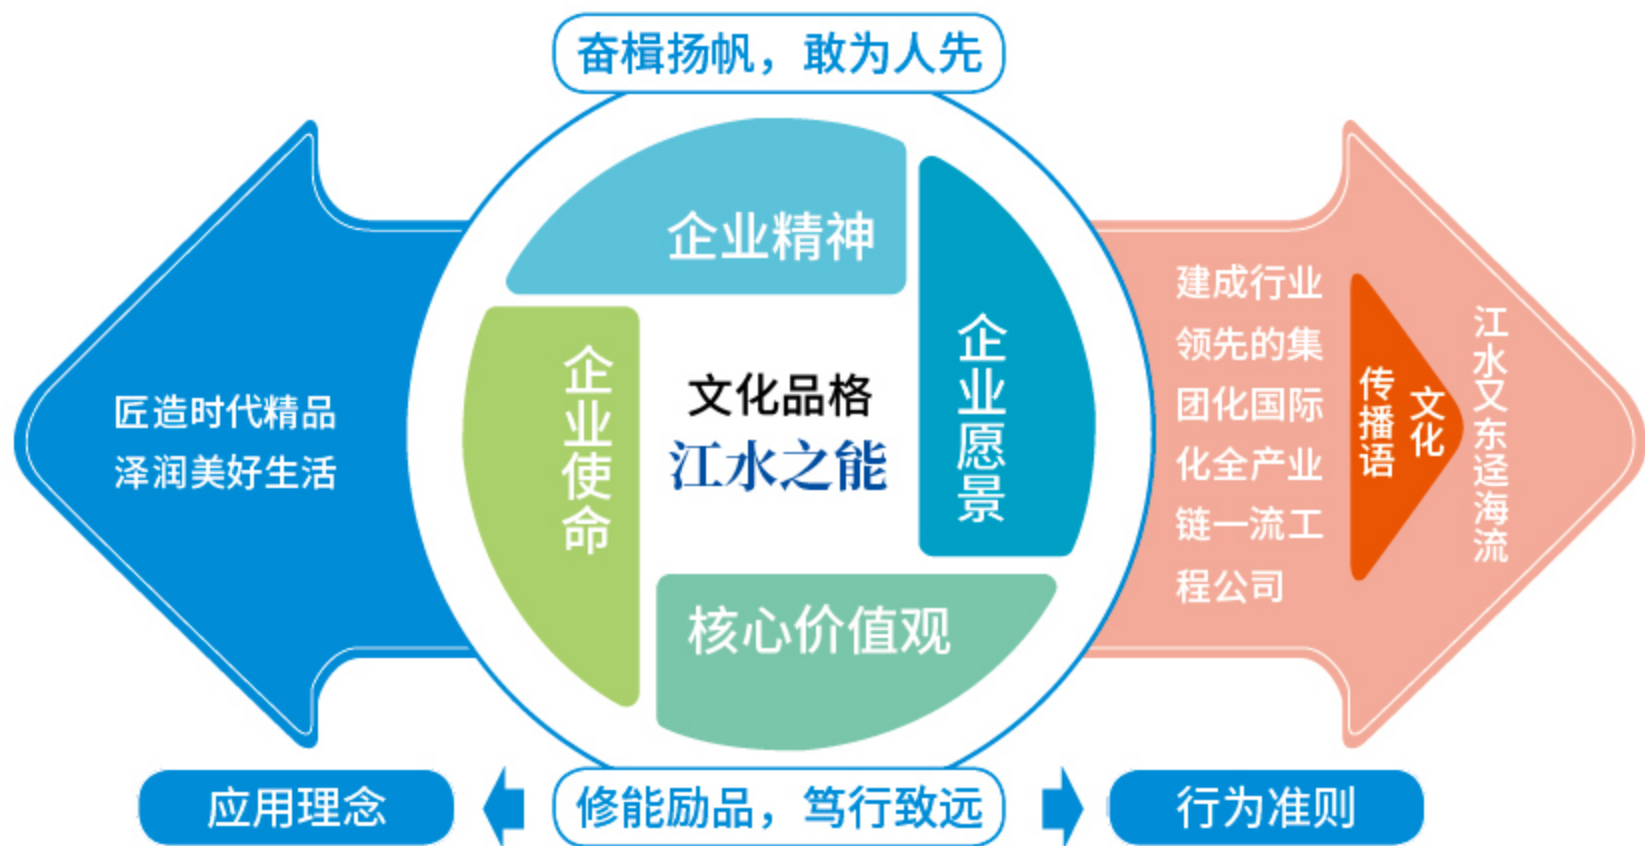 奋楫扬帆，敢为人先
企业精神
企业愿景
企业使命
文化品格
江水之能
核心价值观
匠造时代精品
泽润美好生活
建成行业
领先的集
团化国际
化全产业
链一流工
程公司
文化
传播语
江水又东迳海流
应用理念
修能励品，笃行致远
行为准则